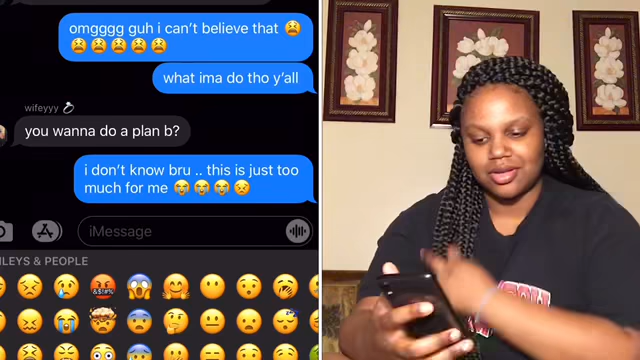 omgggg guh i can’t believe that 😫
😫😫😫😫😫
what ima do tho y’all
wifeyyy 💍
you wanna do a plan b?
i don’t know bru .. this is just too
much for me 😭😭😭😣
iMessage
ILEYS & PEOPLE
&$!#%